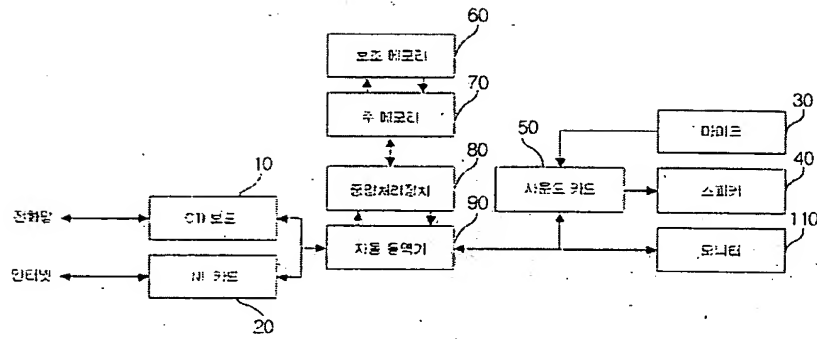 60
보조 메모리
70
주 메모리
30
마이크
50
80
40
10
중앙처리장치
사운드 카드
스피커
전화망
CTI 보드
90
110
자동 통역기
모니터
인터넷
NI 카드
20